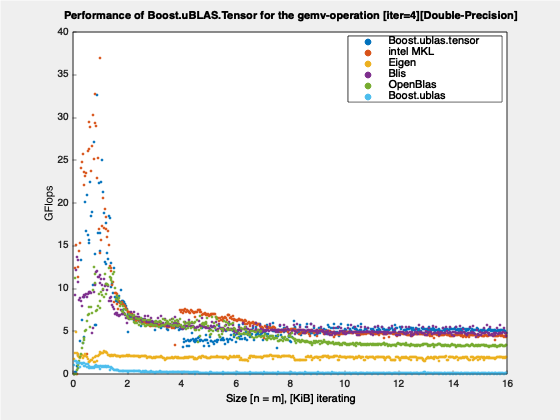 Performance of Boost.uBLAS.Tensor for the gemv-operation [iter=4][Double-Precision]
40
35
30
25
20
15
10
5
0
GFlops
Boost.ublas.tensor
intel MKL
Eigen
Blis
OpenBlas
Boost.ublas
0 2 4 6 8 10 12 14 16
Size [n = m], [KiB] iterating